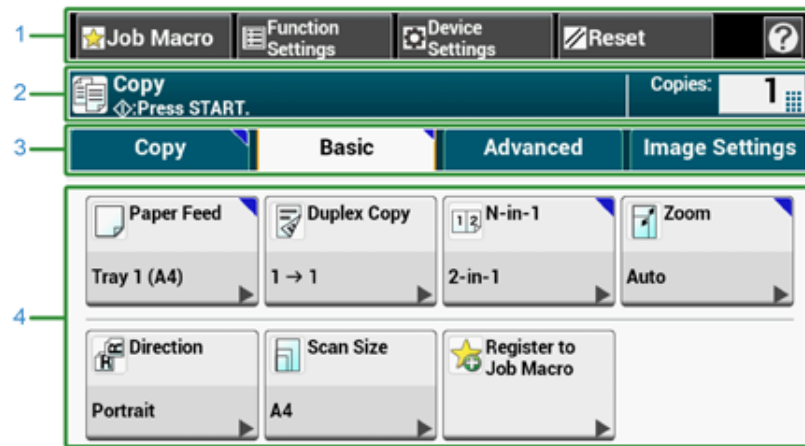 1
Job Macro
Function
Settings
Device
Settings
Reset
?
2
Copy
:Press START.
Copies:
1
3
Copy
Basic
Advanced
Image Settings
4
Paper Feed
Tray 1 (A4)
Duplex Copy
1 → 1
1 2 N-in-1
2-in-1
Zoom
Auto
Direction
Portrait
Scan Size
A4
Register to
Job Macro